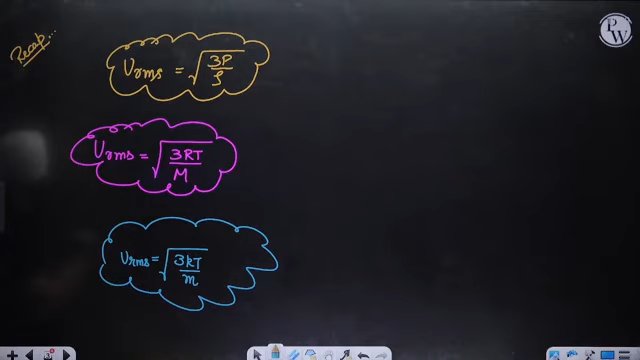 Recap...
PW
Vrms = √(3P/ρ)
Vrms = √(3RT/M)
Vrms = √(3kT/m)